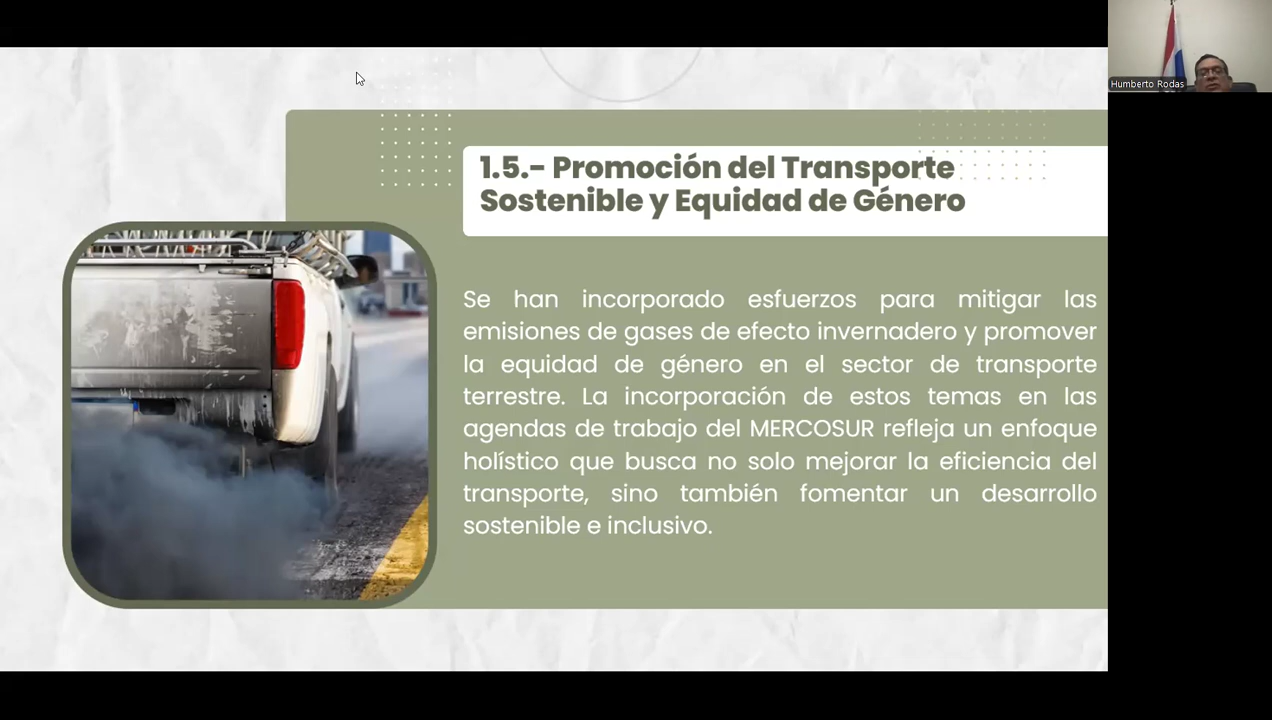 Humberto Rodas
1.5.- Promoción del Transporte
Sostenible y Equidad de Género
Se han incorporado esfuerzos para mitigar las
emisiones de gases de efecto invernadero y promover
la equidad de género en el sector de transporte
terrestre. La incorporación de estos temas en las
agendas de trabajo del MERCOSUR refleja un enfoque
holístico que busca no solo mejorar la eficiencia del
transporte, sino también fomentar un desarrollo
sostenible e inclusivo.